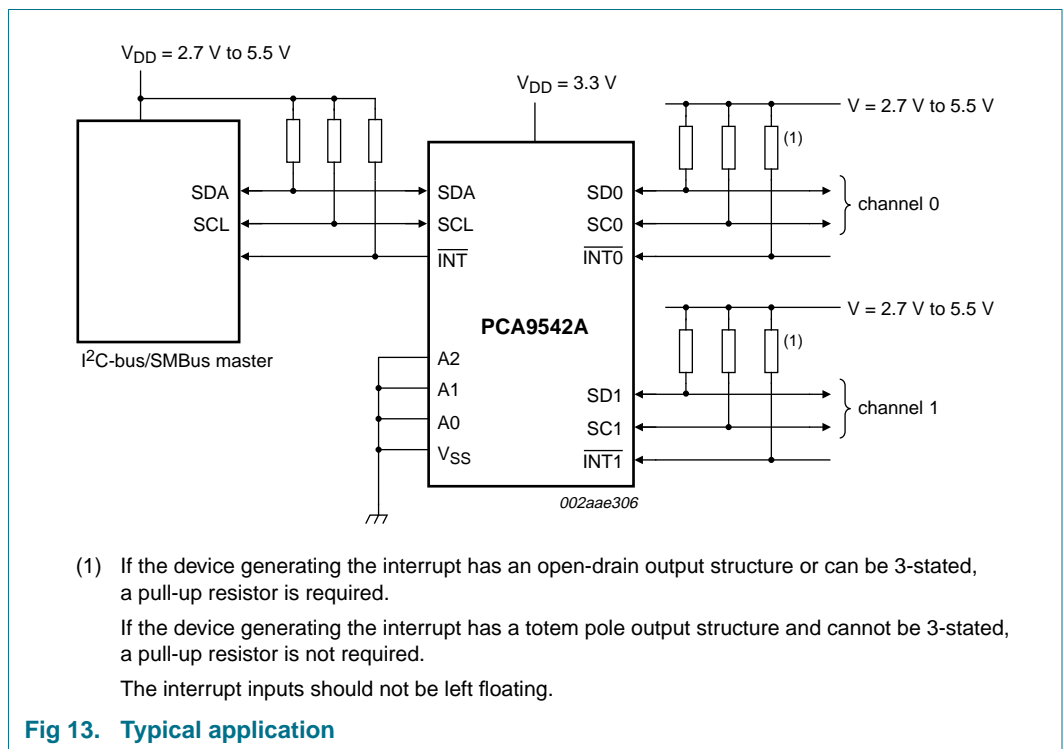 V_DD = 2.7 V to 5.5 V
V_DD = 3.3 V
V = 2.7 V to 5.5 V
(1)
SDA
SCL
I²C-bus/SMBus master
SDA
SCL
INT
A2
A1
A0
V_SS
PCA9542A
SD0
SC0
INT0
channel 0
V = 2.7 V to 5.5 V
(1)
SD1
SC1
INT1
channel 1
002aae306
(1) If the device generating the interrupt has an open-drain output structure or can be 3-stated,
a pull-up resistor is required.
If the device generating the interrupt has a totem pole output structure and cannot be 3-stated,
a pull-up resistor is not required.
The interrupt inputs should not be left floating.
Fig 13. Typical application